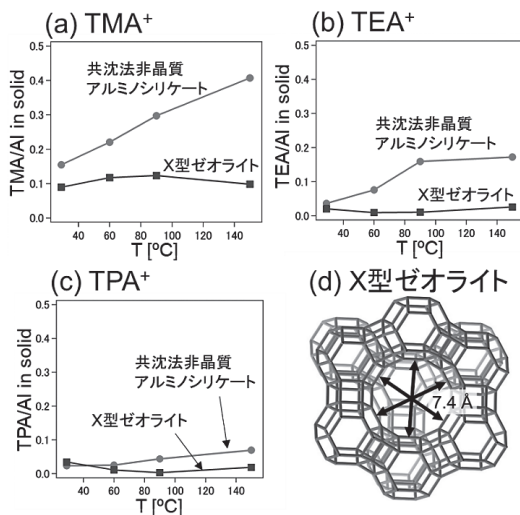 (a) TMA⁺
TMA/Al in solid
0.5
0.4
0.3
0.2
0.1
0.0
共沈法非晶質
アルミノシリケート
X型ゼオライト
40 60 80 100 120 140
T [ºC]
(b) TEA⁺
TEA/Al in solid
0.5
0.4
0.3
0.2
0.1
0.0
共沈法非晶質
アルミノシリケート
X型ゼオライト
40 60 80 100 120 140
T [ºC]
(c) TPA⁺
TPA/Al in solid
0.5
0.4
0.3
0.2
0.1
0.0
共沈法非晶質
アルミノシリケート
X型ゼオライト
40 60 80 100 120 140
T [ºC]
(d) X型ゼオライト
7.4 Å